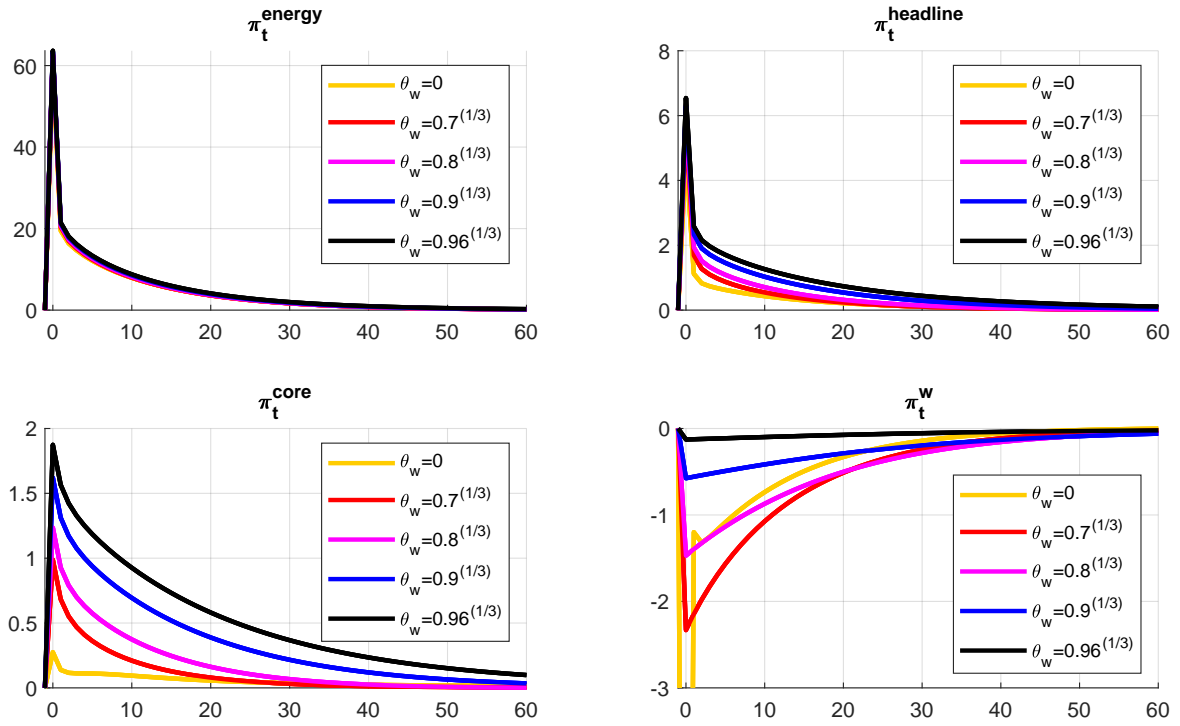 π_t^energy
60
40
20
0
0 10 20 30 40 50 60
θ_w=0
θ_w=0.7^(1/3)
θ_w=0.8^(1/3)
θ_w=0.9^(1/3)
θ_w=0.96^(1/3)
π_t^headline
8
6
4
2
0
0 10 20 30 40 50 60
θ_w=0
θ_w=0.7^(1/3)
θ_w=0.8^(1/3)
θ_w=0.9^(1/3)
θ_w=0.96^(1/3)
π_t^core
2
1.5
1
0.5
0
0 10 20 30 40 50 60
θ_w=0
θ_w=0.7^(1/3)
θ_w=0.8^(1/3)
θ_w=0.9^(1/3)
θ_w=0.96^(1/3)
π_t^w
0
-1
-2
-3
0 10 20 30 40 50 60
θ_w=0
θ_w=0.7^(1/3)
θ_w=0.8^(1/3)
θ_w=0.9^(1/3)
θ_w=0.96^(1/3)